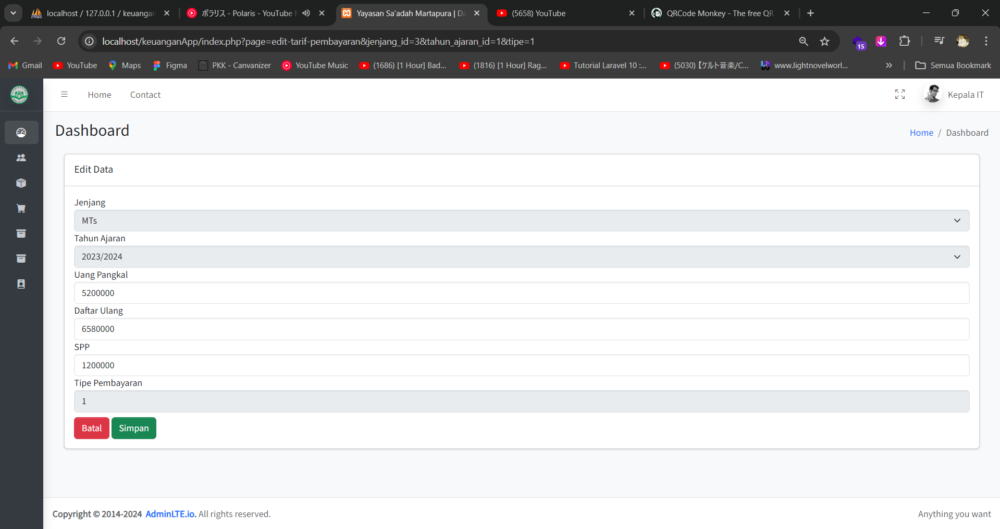 localhost / 127.0.0.1 / keuangan
ポラリス - Polaris - YouTube M
Yayasan Sa'adah Martapura | Da
(5658) YouTube
QRCode Monkey - The free QR
localhost/keuanganApp/index.php?page=edit-tarif-pembayaran&jenjang_id=3&tahun_ajaran_id=1&tipe=1
15
Gmail
YouTube
Maps
Figma
PKK - Canvanizer
YouTube Music
(1686) [1 Hour] Bad...
(1816) [1 Hour] Rag...
Tutorial Laravel 10 :...
(5030)【ケルト音楽/C...
www.lightnovelworl...
Semua Bookmark
Home
Contact
Kepala IT
Dashboard
Home / Dashboard
Edit Data
Jenjang
MTs
Tahun Ajaran
2023/2024
Uang Pangkal
5200000
Daftar Ulang
6580000
SPP
1200000
Tipe Pembayaran
1
Batal
Simpan
Copyright © 2014-2024 AdminLTE.io. All rights reserved.
Anything you want